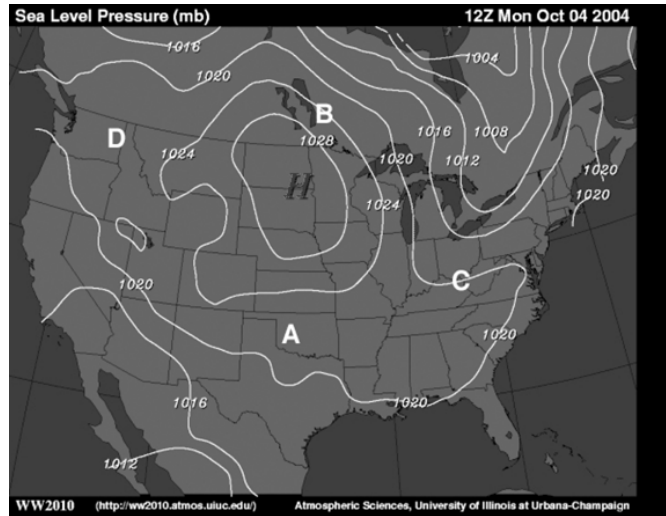 Sea Level Pressure (mb) 12Z Mon Oct 04 2004
1016
1004
1020
B
1028
1016
1008
D
1024
1020
1012
1020
H
1024
1020
C
1020
A
1020
1016
1020
1012
WW2010 (http://ww2010.atmos.uiuc.edu/) Atmospheric Sciences, University of Illinois at Urbana-Champaign